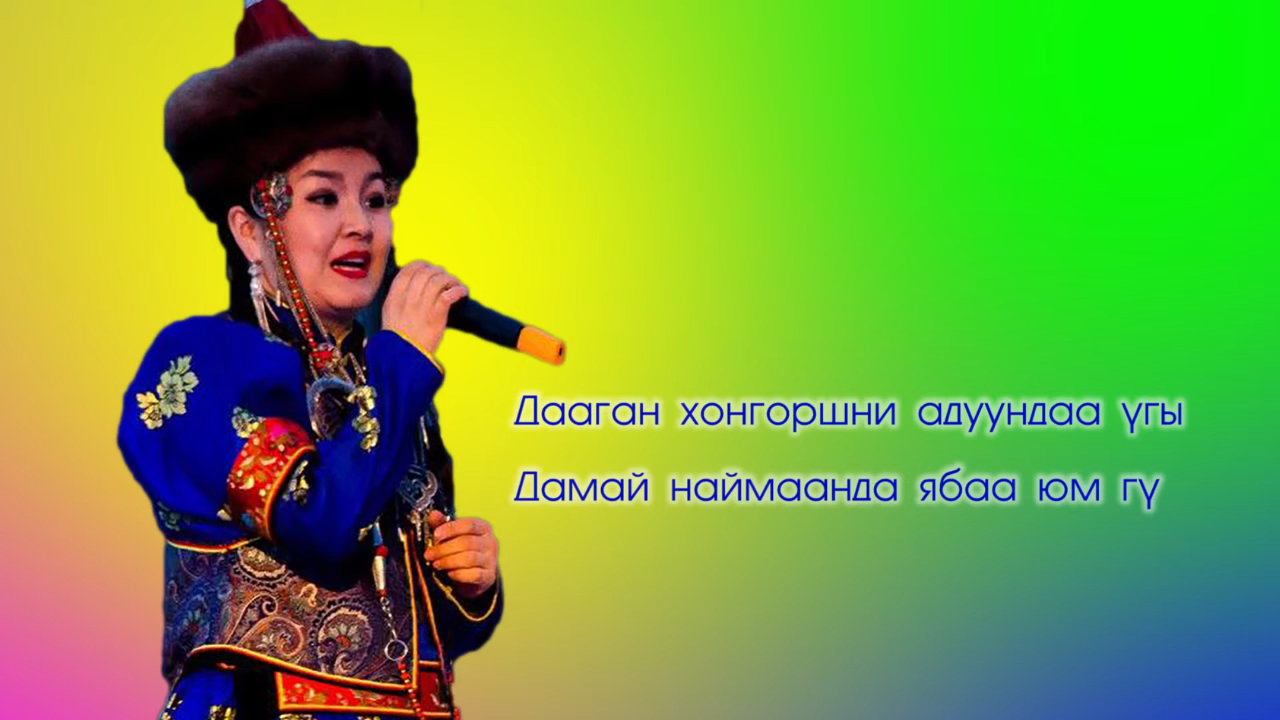 Дааган хонгоршни адуундаа үгы
Дамай наймаанда ябаа юм гү